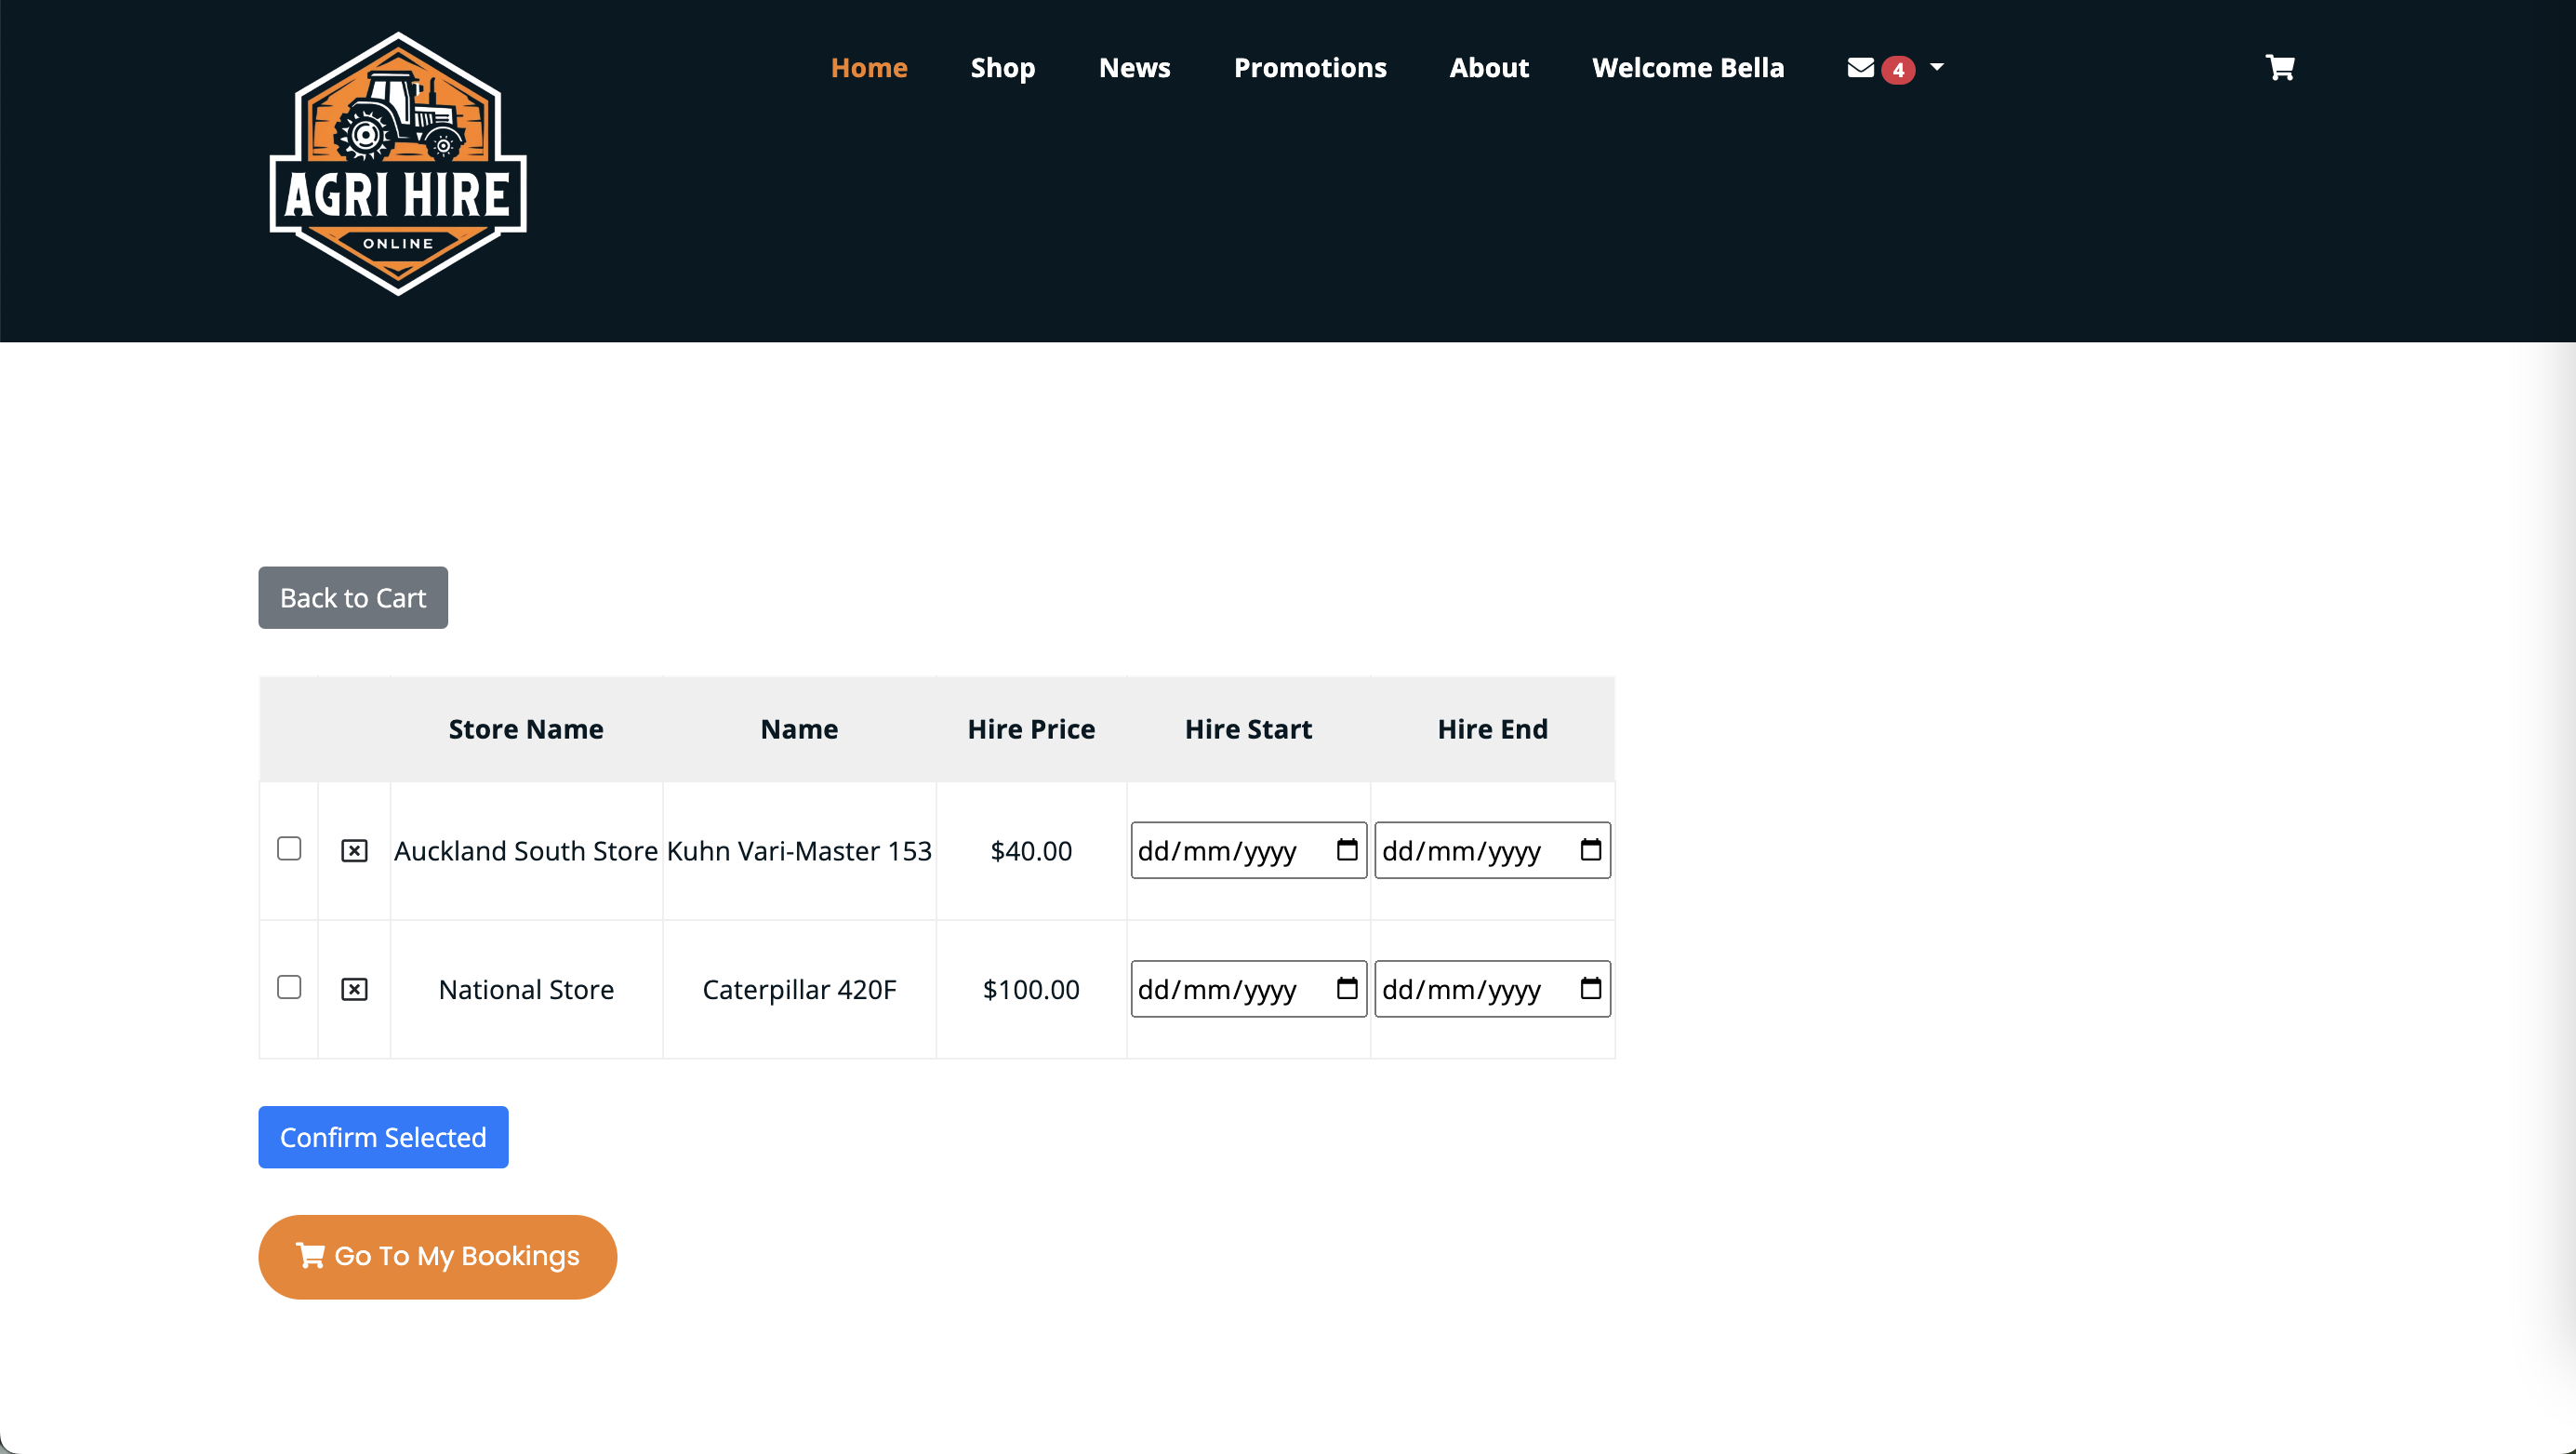 AGRI HIRE
ONLINE
Home Shop News Promotions About Welcome Bella 4
Back to Cart
Store Name Name Hire Price Hire Start Hire End
Auckland South Store Kuhn Vari-Master 153 $40.00 dd/mm/yyyy dd/mm/yyyy
National Store Caterpillar 420F $100.00 dd/mm/yyyy dd/mm/yyyy
Confirm Selected
Go To My Bookings